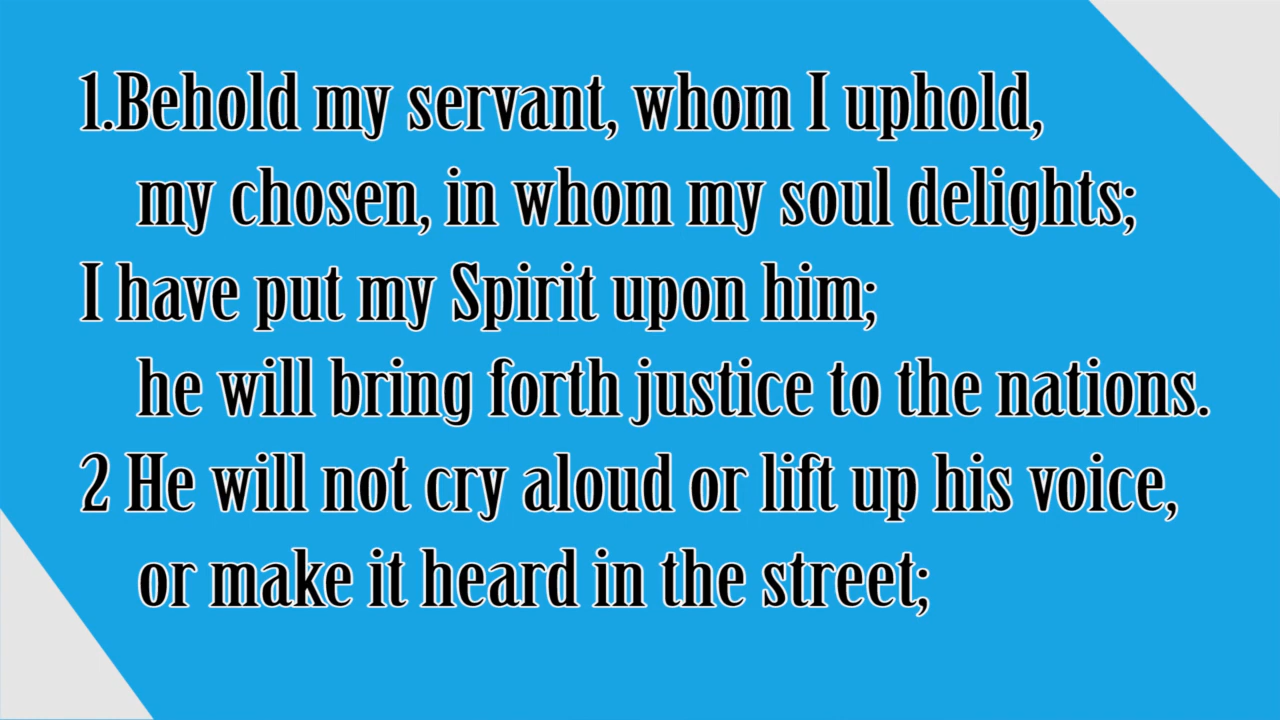 1.Behold my servant, whom I uphold,
my chosen, in whom my soul delights;
I have put my Spirit upon him;
he will bring forth justice to the nations.
2 He will not cry aloud or lift up his voice,
or make it heard in the street;